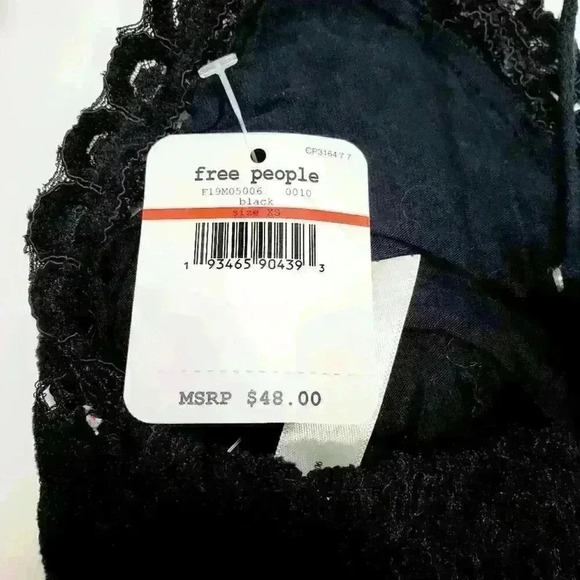 CP31647 7
free people
F19M05006 0010
black
size XS
1 93465 90439 3
MSRP $48.00